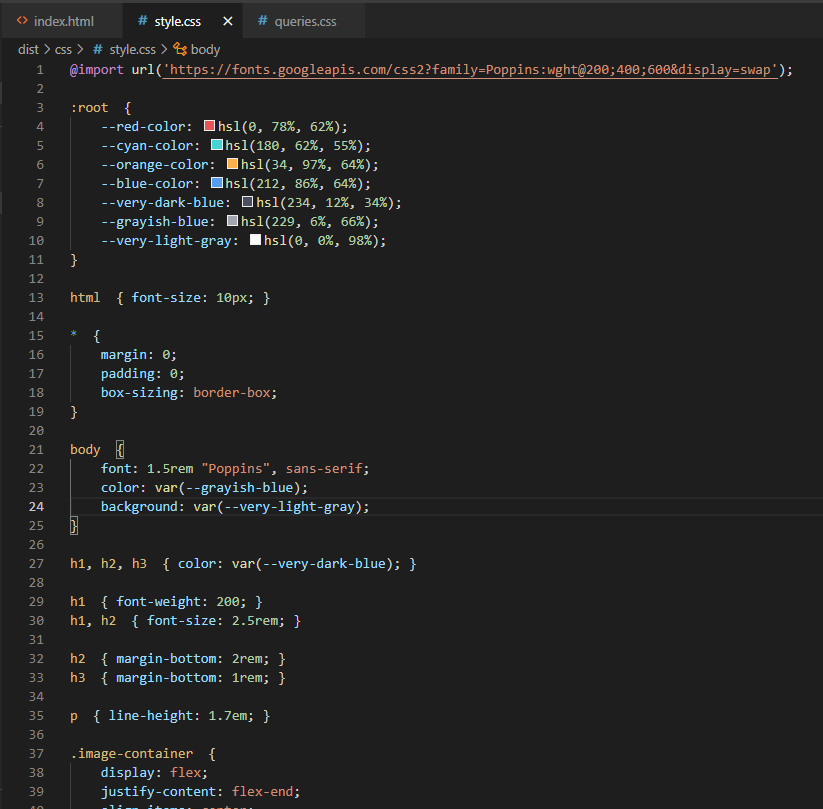 index.html style.css queries.css
dist > css > style.css > body
1 @import url('https://fonts.googleapis.com/css2?family=Poppins:wght@200;400;600&display=swap');
2
3 :root {
4 --red-color: hsl(0, 78%, 62%);
5 --cyan-color: hsl(180, 62%, 55%);
6 --orange-color: hsl(34, 97%, 64%);
7 --blue-color: hsl(212, 86%, 64%);
8 --very-dark-blue: hsl(234, 12%, 34%);
9 --grayish-blue: hsl(229, 6%, 66%);
10 --very-light-gray: hsl(0, 0%, 98%);
11 }
12
13 html { font-size: 10px; }
14
15 * {
16 margin: 0;
17 padding: 0;
18 box-sizing: border-box;
19 }
20
21 body {
22 font: 1.5rem "Poppins", sans-serif;
23 color: var(--grayish-blue);
24 background: var(--very-light-gray);
25 }
26
27 h1, h2, h3 { color: var(--very-dark-blue); }
28
29 h1 { font-weight: 200; }
30 h1, h2 { font-size: 2.5rem; }
31
32 h2 { margin-bottom: 2rem; }
33 h3 { margin-bottom: 1rem; }
34
35 p { line-height: 1.7em; }
36
37 .image-container {
38 display: flex;
39 justify-content: flex-end;
40 align-items: center;